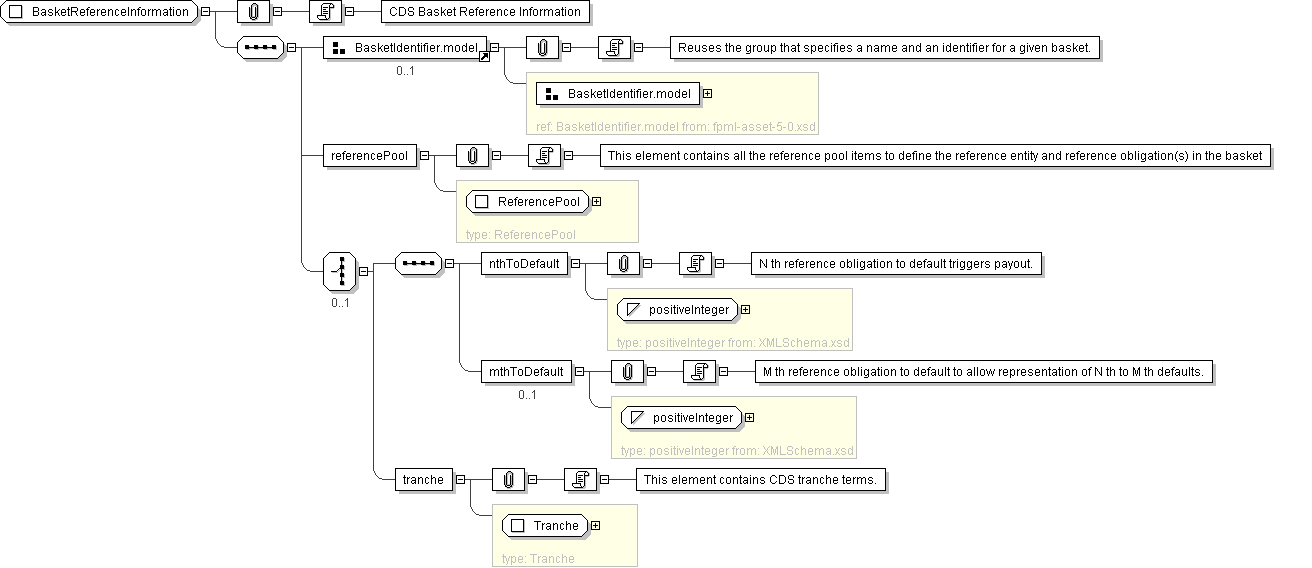 BasketReferenceInformation
CDS Basket Reference Information
BasketIdentifier.model
0..1
Reuses the group that specifies a name and an identifier for a given basket.
BasketIdentifier.model
ref: BasketIdentifier.model from: fpml-asset-5-0.xsd
referencePool
This element contains all the reference pool items to define the reference entity and reference obligation(s) in the basket
ReferencePool
type: ReferencePool
0..1
nthToDefault
N th reference obligation to default triggers payout.
positiveInteger
type: positiveInteger from: XMLSchema.xsd
mthToDefault
0..1
M th reference obligation to default to allow representation of N th to M th defaults.
positiveInteger
type: positiveInteger from: XMLSchema.xsd
tranche
This element contains CDS tranche terms.
Tranche
type: Tranche